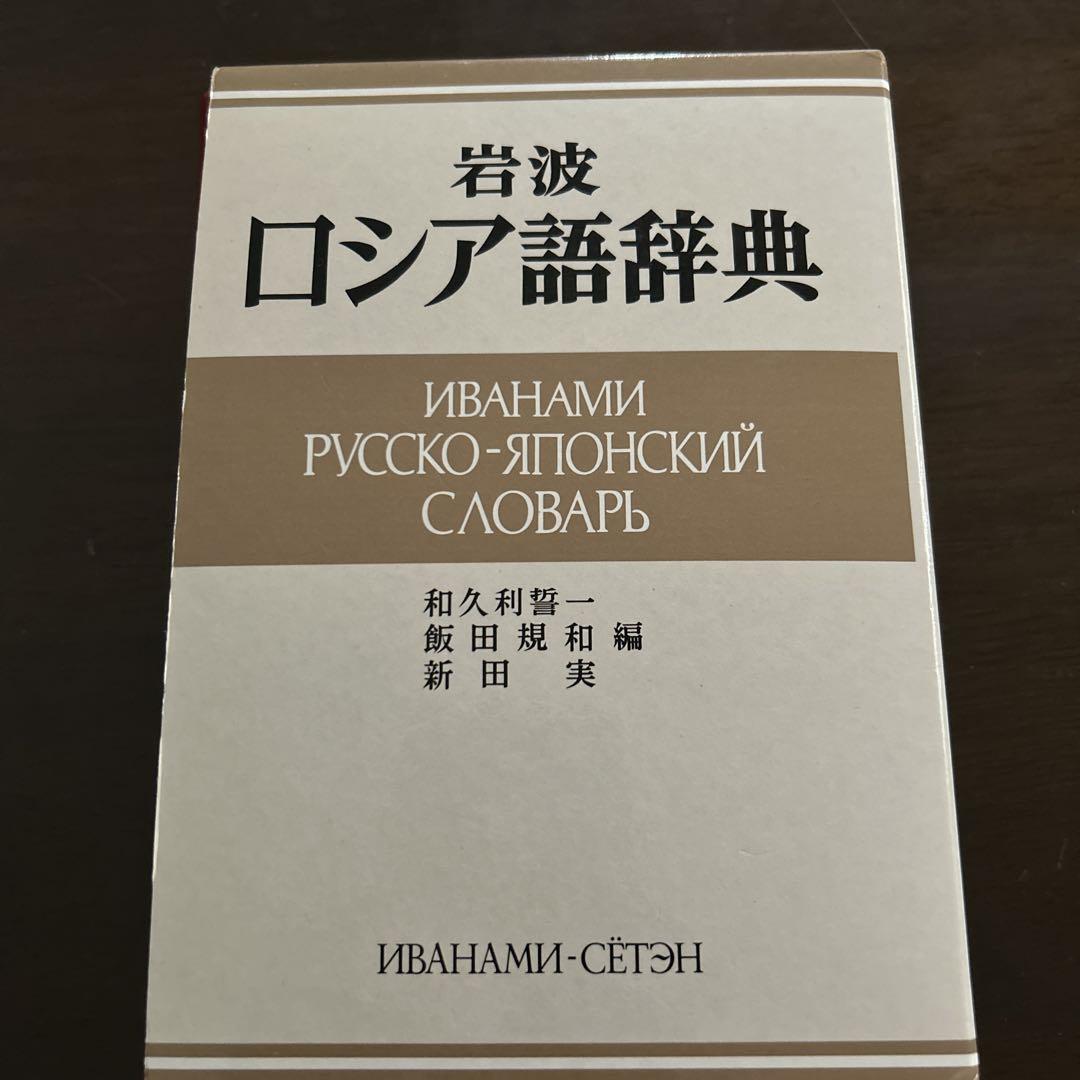 岩波
ロシア語辞典
ИВАНАМИ
РУССКО-ЯПОНСКИЙ
СЛОВАРЬ
和久利誓一
飯田規和編
新田 実
ИВАНАМИ-СЁТЭН